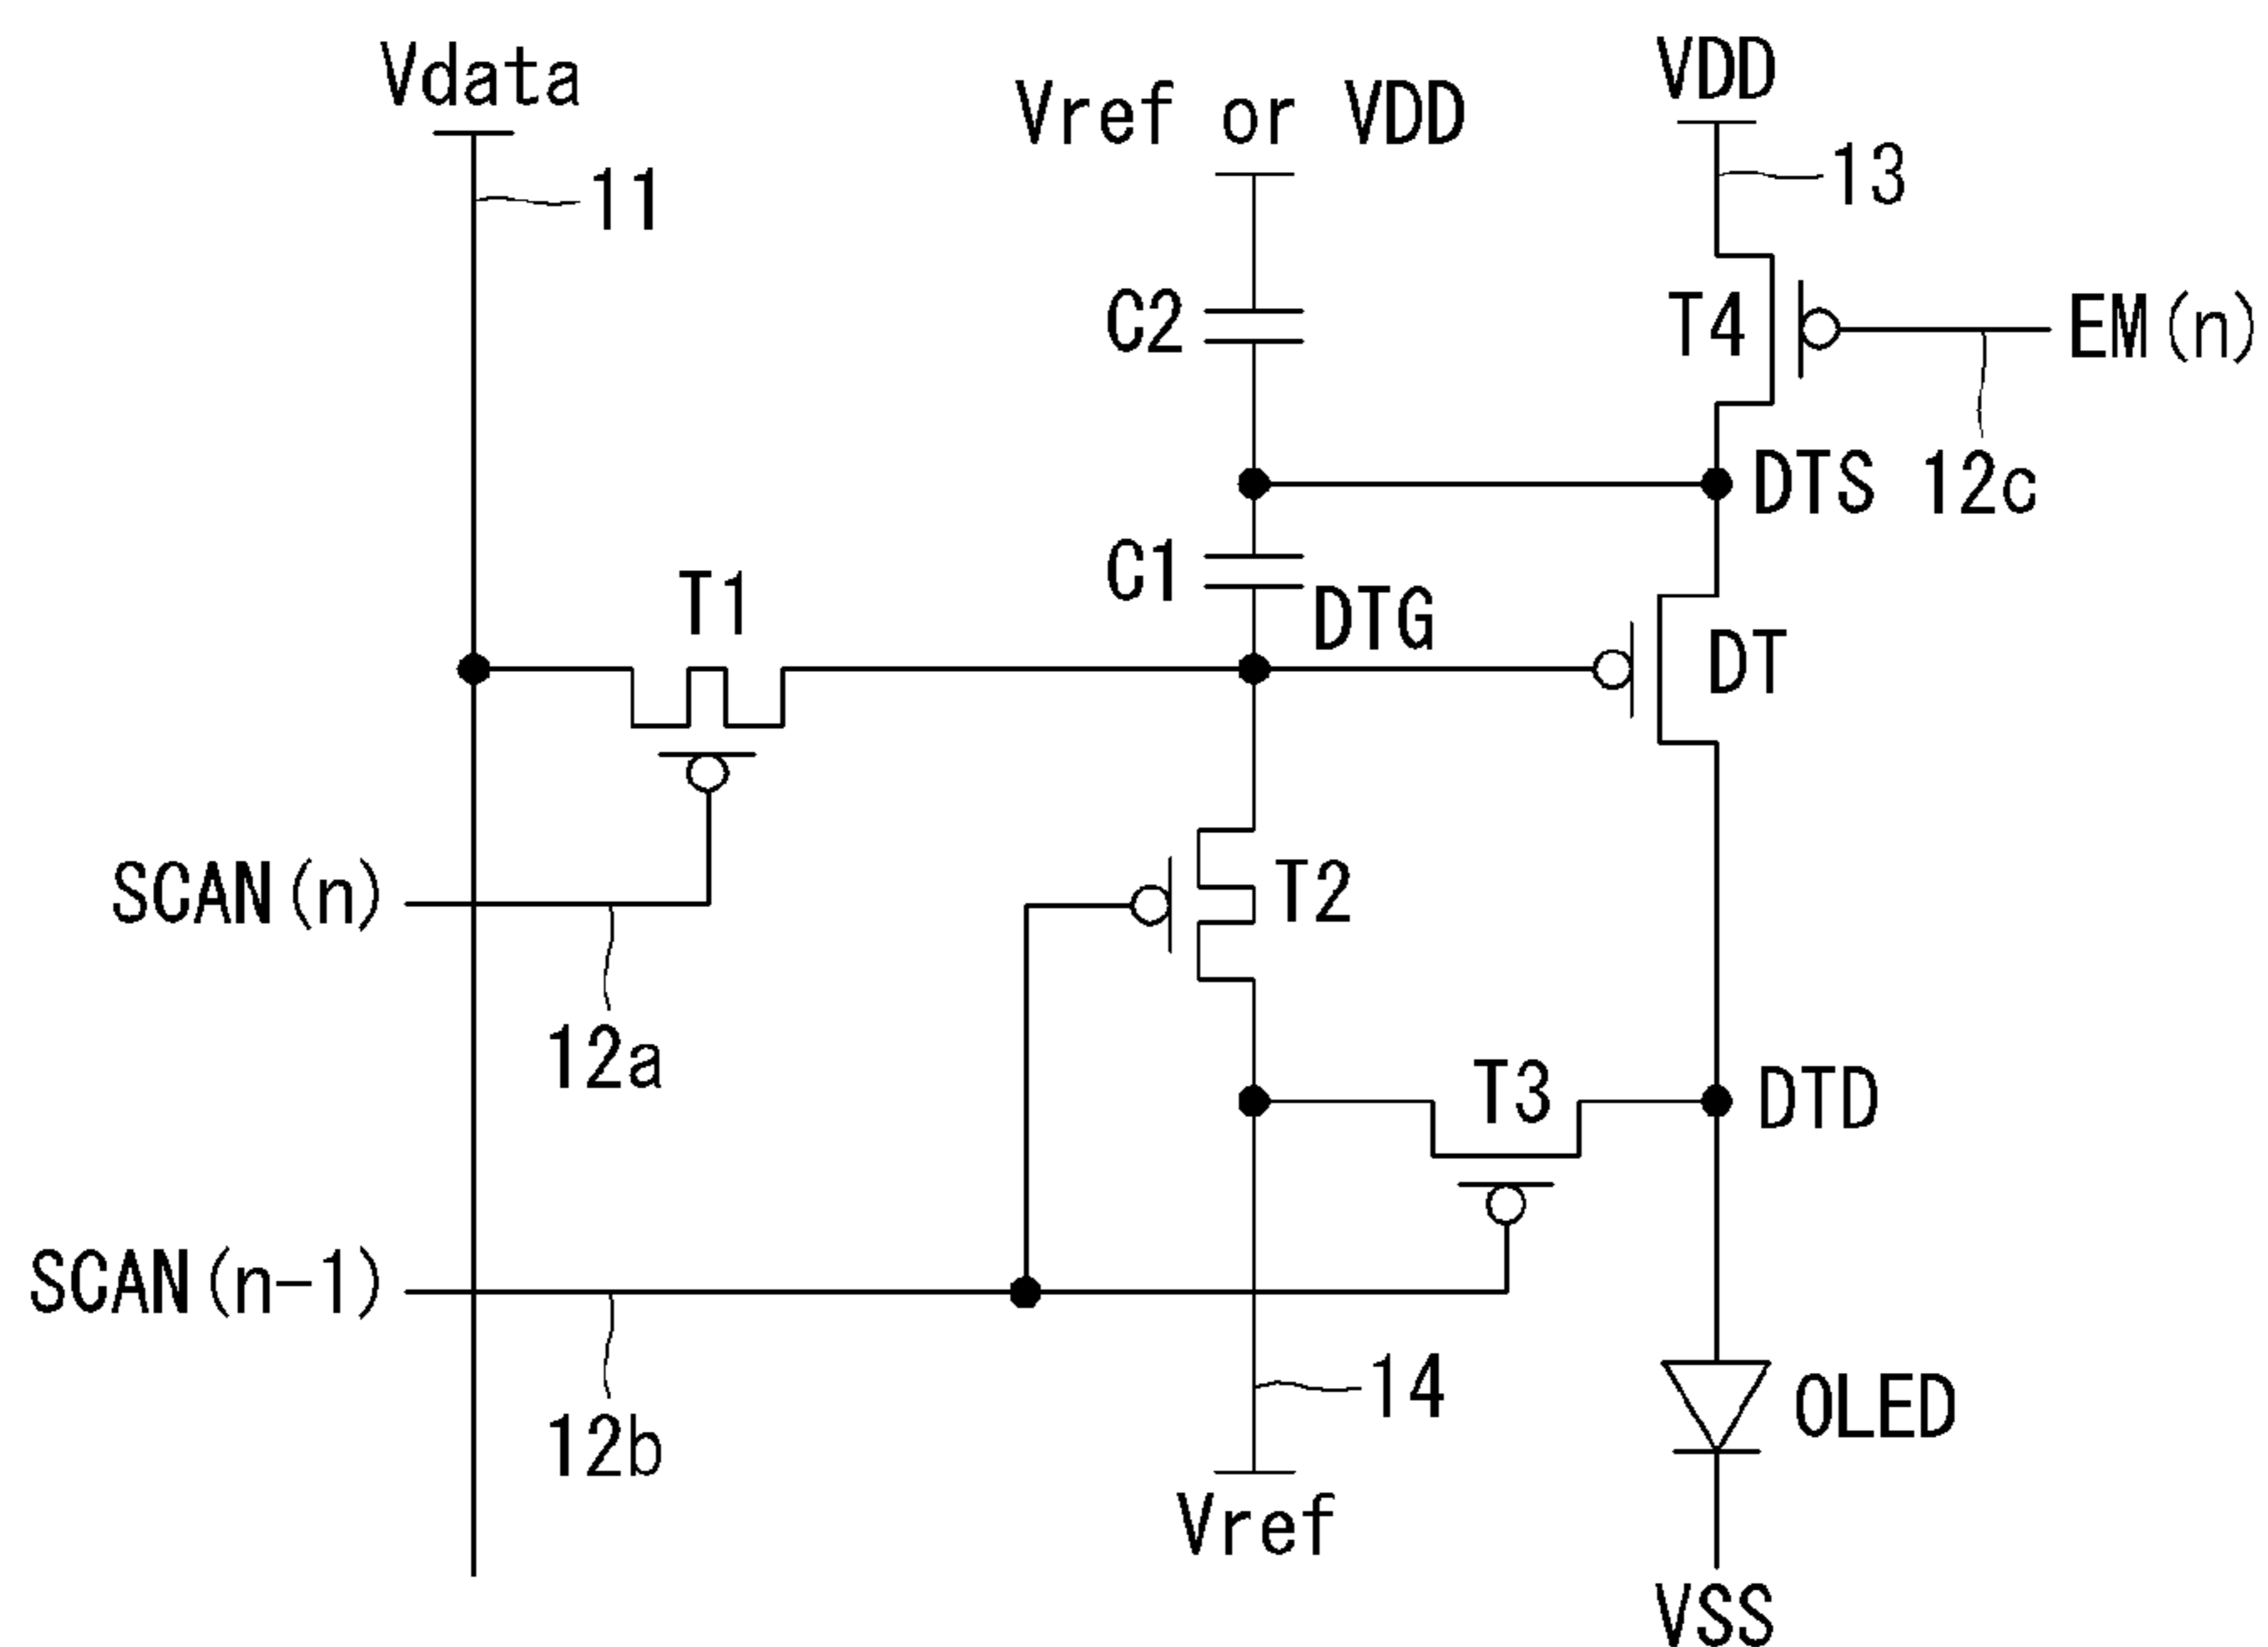 Vdata
Vref or VDD
VDD
11
13
C2
T4
EM(n)
DTS
12c
C1
T1
DTG
DT
SCAN(n)
T2
12a
T3
DTD
SCAN(n-1)
14
OLED
12b
Vref
VSS